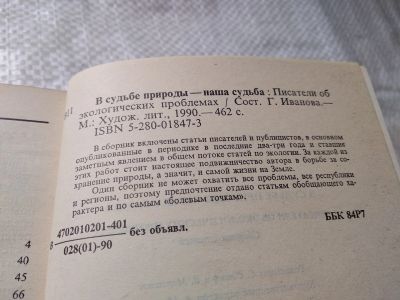 В судьбе природы — наша судьба : Писатели об
экологических проблемах / Сост. Г. Иванова.—
М.: Худож. лит., 1990.— 462 с.
ISBN 5-280-01847-3
В сборник включены статьи писателей и публицистов, в основном
опубликованные в периодике в последние два-три года и ставшие
заметным явлением в общем потоке статей по экологии. За каждой из
этих работ стоит настоящее подвижничество автора в борьбе за со-
хранение природы, а значит, и самой жизни на Земле.
Один сборник не может охватить все проблемы, все республики
и регионы, поэтому предпочтение отдано статьям обобщающего ха-
рактера и по самым «болевым точкам».
4702010201-401
028(01)-90
без объявл.
ББК 84Р7
4
40
45
66